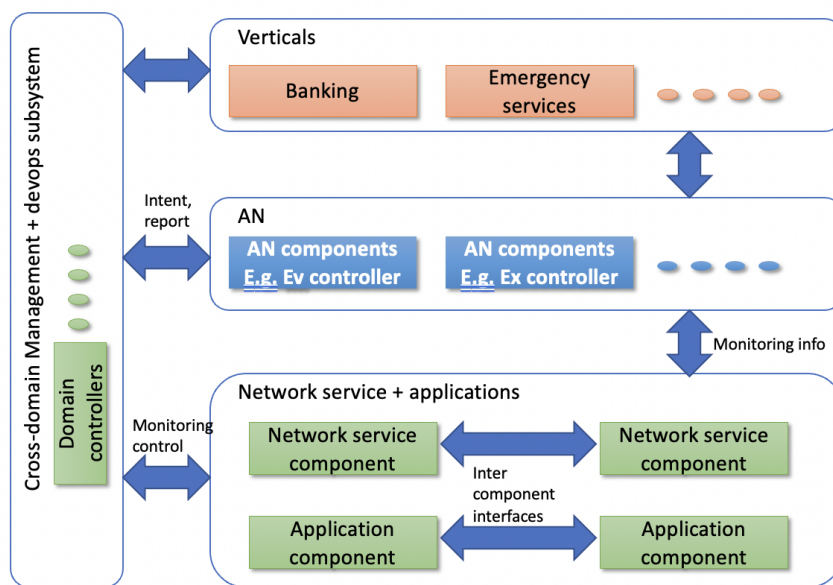 Cross-domain Management + devops subsystem
Domain
controllers
Verticals
Banking
Emergency
services
Intent,
report
AN
AN components
E.g. Ev controller
AN components
E.g. Ex controller
Monitoring info
Monitoring
control
Network service + applications
Network service
component
Network service
component
Inter
component
interfaces
Application
component
Application
component